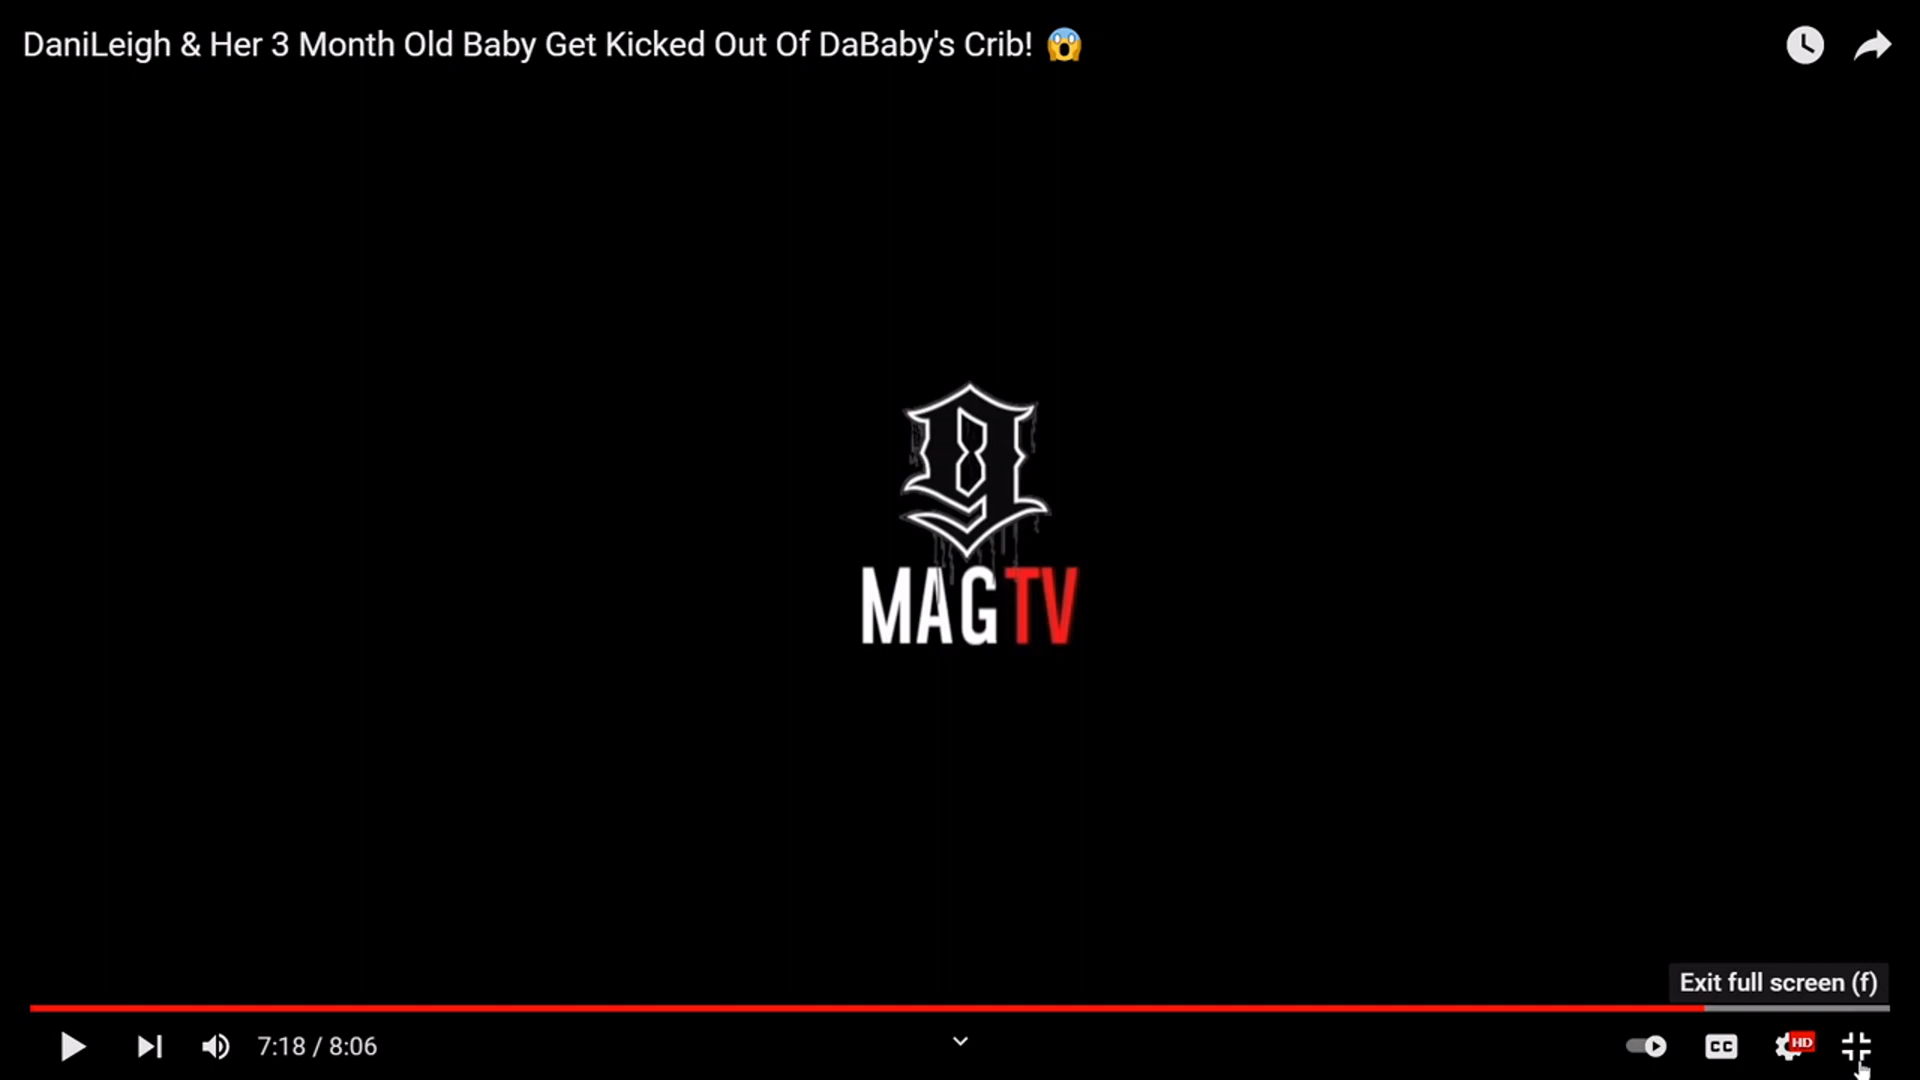 DaniLeigh & Her 3 Month Old Baby Get Kicked Out Of DaBaby's Crib! 😱
g
MAGTV
Exit full screen (f)
7:18 / 8:06
CC
HD